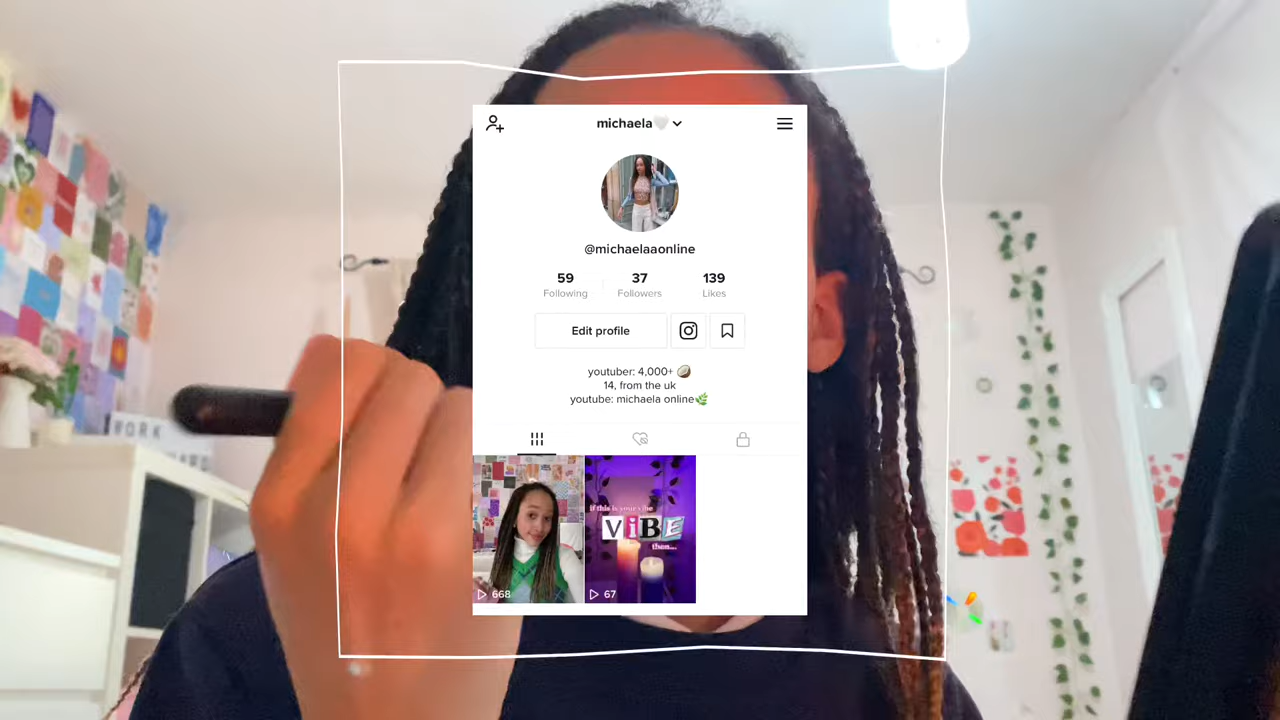 michaela🤍
@michaelaaonline
59 37 139
Following Followers Likes
Edit profile
youtuber: 4,000+ 🥥
14, from the uk
youtube: michaela online🌿
if this is your vibe
ViBE
then...
668
67
WORK